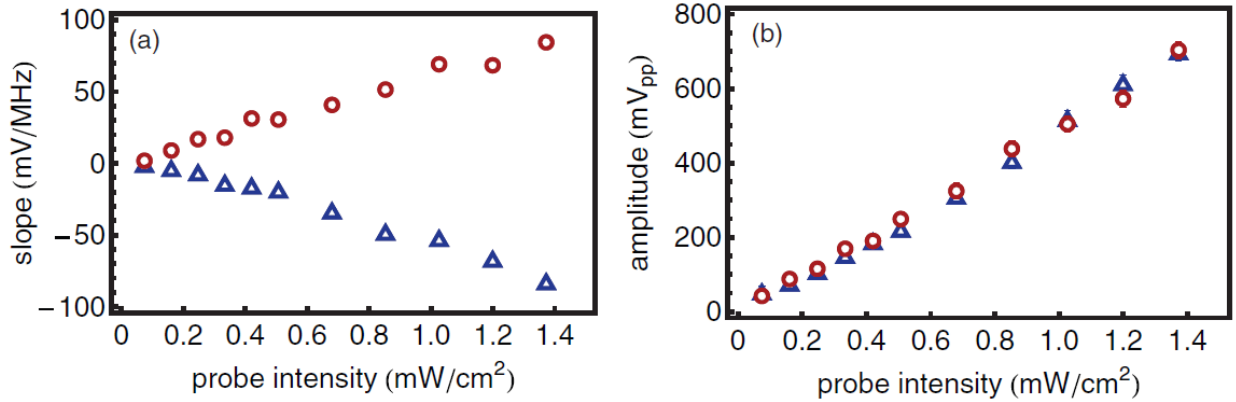 (a)
slope (mV/MHz)
100
50
0
−50
−100
0 0.2 0.4 0.6 0.8 1.0 1.2 1.4
probe intensity (mW/cm²)
(b)
amplitude (mVpp)
800
600
400
200
0
0 0.2 0.4 0.6 0.8 1.0 1.2 1.4
probe intensity (mW/cm²)